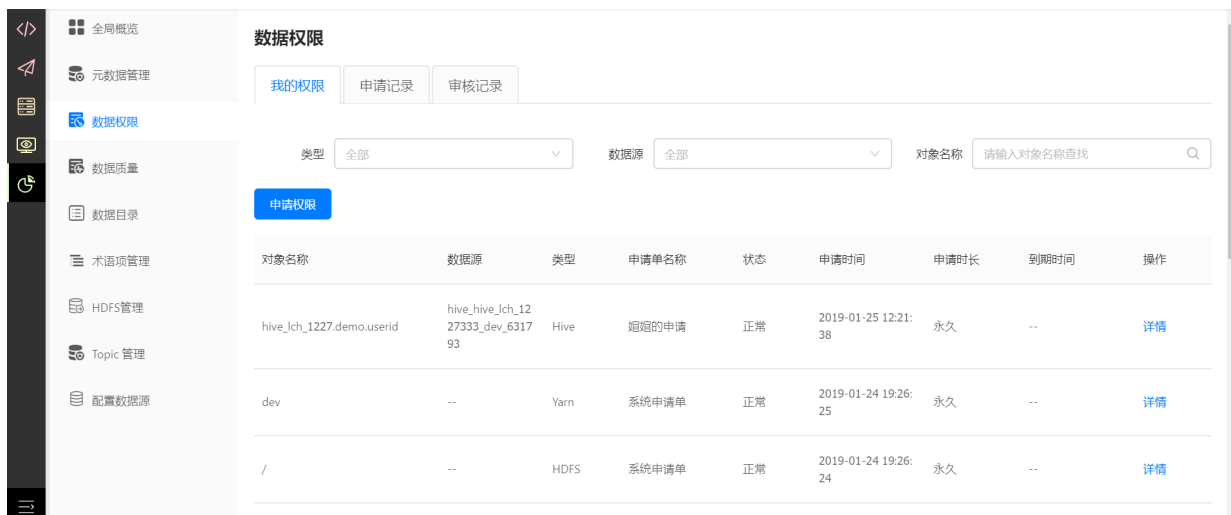 全局概览
元数据管理
数据权限
数据质量
数据目录
术语项管理
HDFS管理
Topic 管理
配置数据源
数据权限
我的权限 申请记录 审核记录
类型 全部 数据源 全部 对象名称 请输入对象名称查找
申请权限
对象名称 数据源 类型 申请单名称 状态 申请时间 申请时长 到期时间 操作
hive_hive_lch_12
hive_lch_1227.demo.userid 27333_dev_6317 Hive 婠婠的申请 正常 2019-01-25 12:21: 永久 -- 详情
93 38
dev -- Yarn 系统申请单 正常 2019-01-24 19:26: 永久 -- 详情
25
/ -- HDFS 系统申请单 正常 2019-01-24 19:26: 永久 -- 详情
24